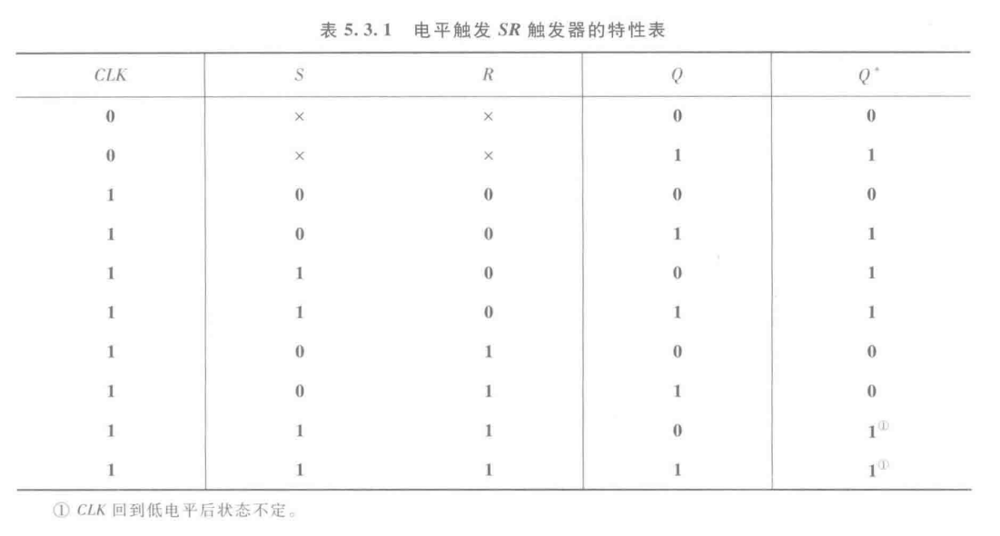 表 5.3.1 电平触发 SR 触发器的特性表
CLK S R Q Q*
0 × × 0 0
0 × × 1 1
1 0 0 0 0
1 0 0 1 1
1 1 0 0 1
1 1 0 1 1
1 0 1 0 0
1 0 1 1 0
1 1 1 0 1①
1 1 1 1 1①
① CLK 回到低电平后状态不定。